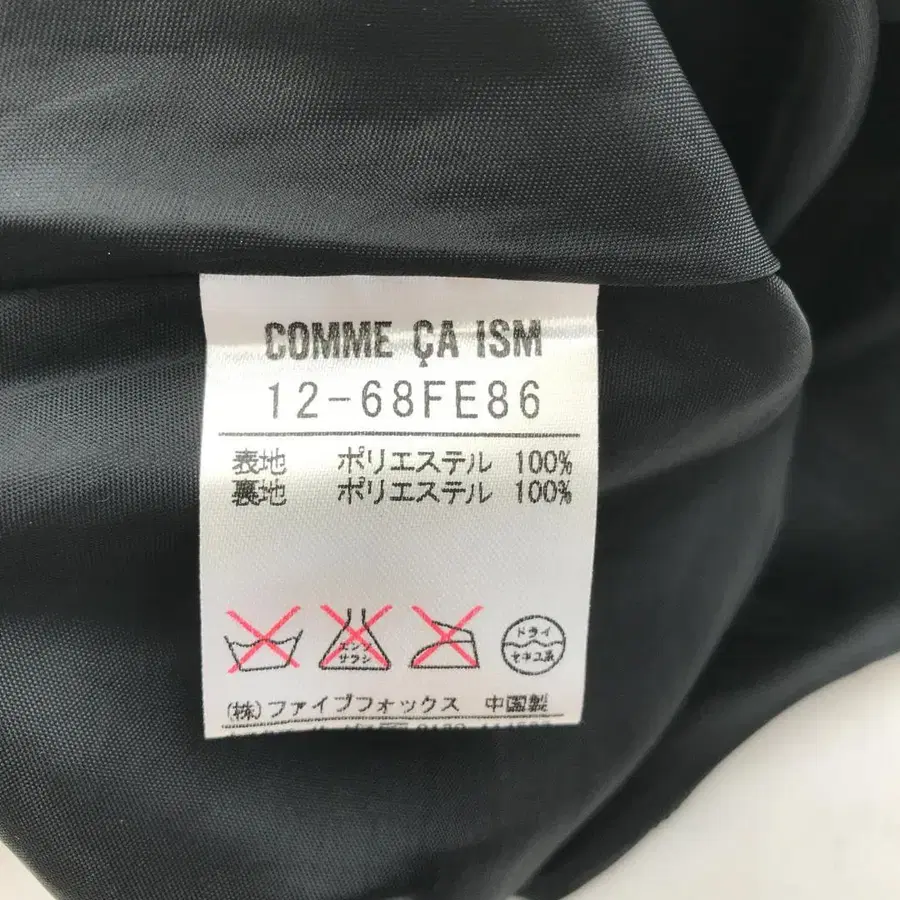 COMME ÇA ISM
12-68FE86
表地 ポリエステル 100%
裏地 ポリエステル 100%
エンソ
サラシ
ドライ
セキユ系
(株)ファイブフォックス 中国製